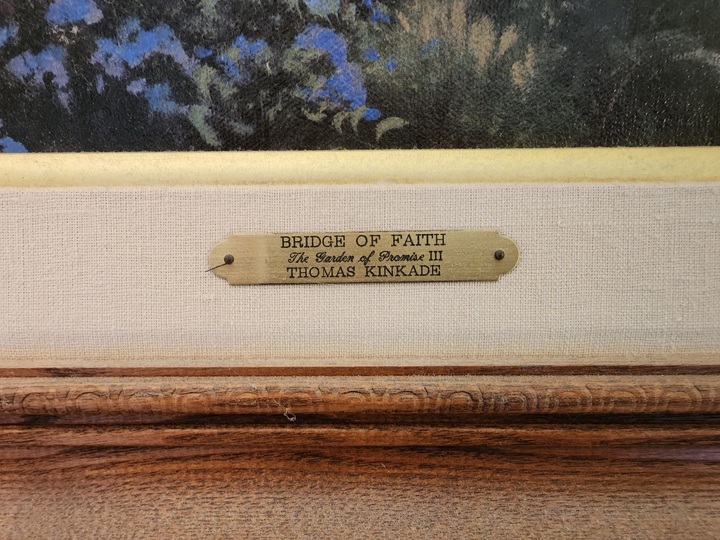 BRIDGE OF FAITH
The Garden of Promise III
THOMAS KINKADE